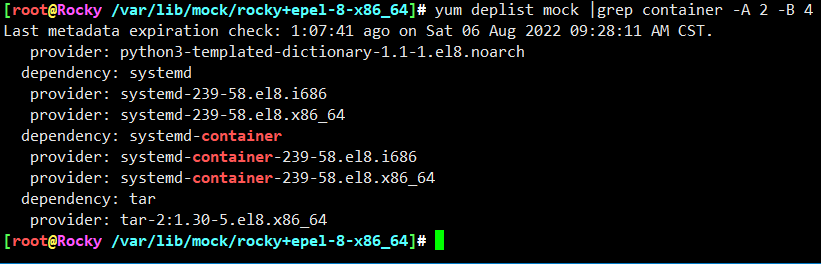 [root@Rocky /var/lib/mock/rocky+epel-8-x86_64]# yum deplist mock |grep container -A 2 -B 4
Last metadata expiration check: 1:07:41 ago on Sat 06 Aug 2022 09:28:11 AM CST.
   provider: python3-templated-dictionary-1.1-1.el8.noarch
  dependency: systemd
   provider: systemd-239-58.el8.i686
   provider: systemd-239-58.el8.x86_64
  dependency: systemd-container
   provider: systemd-container-239-58.el8.i686
   provider: systemd-container-239-58.el8.x86_64
  dependency: tar
   provider: tar-2:1.30-5.el8.x86_64
[root@Rocky /var/lib/mock/rocky+epel-8-x86_64]#